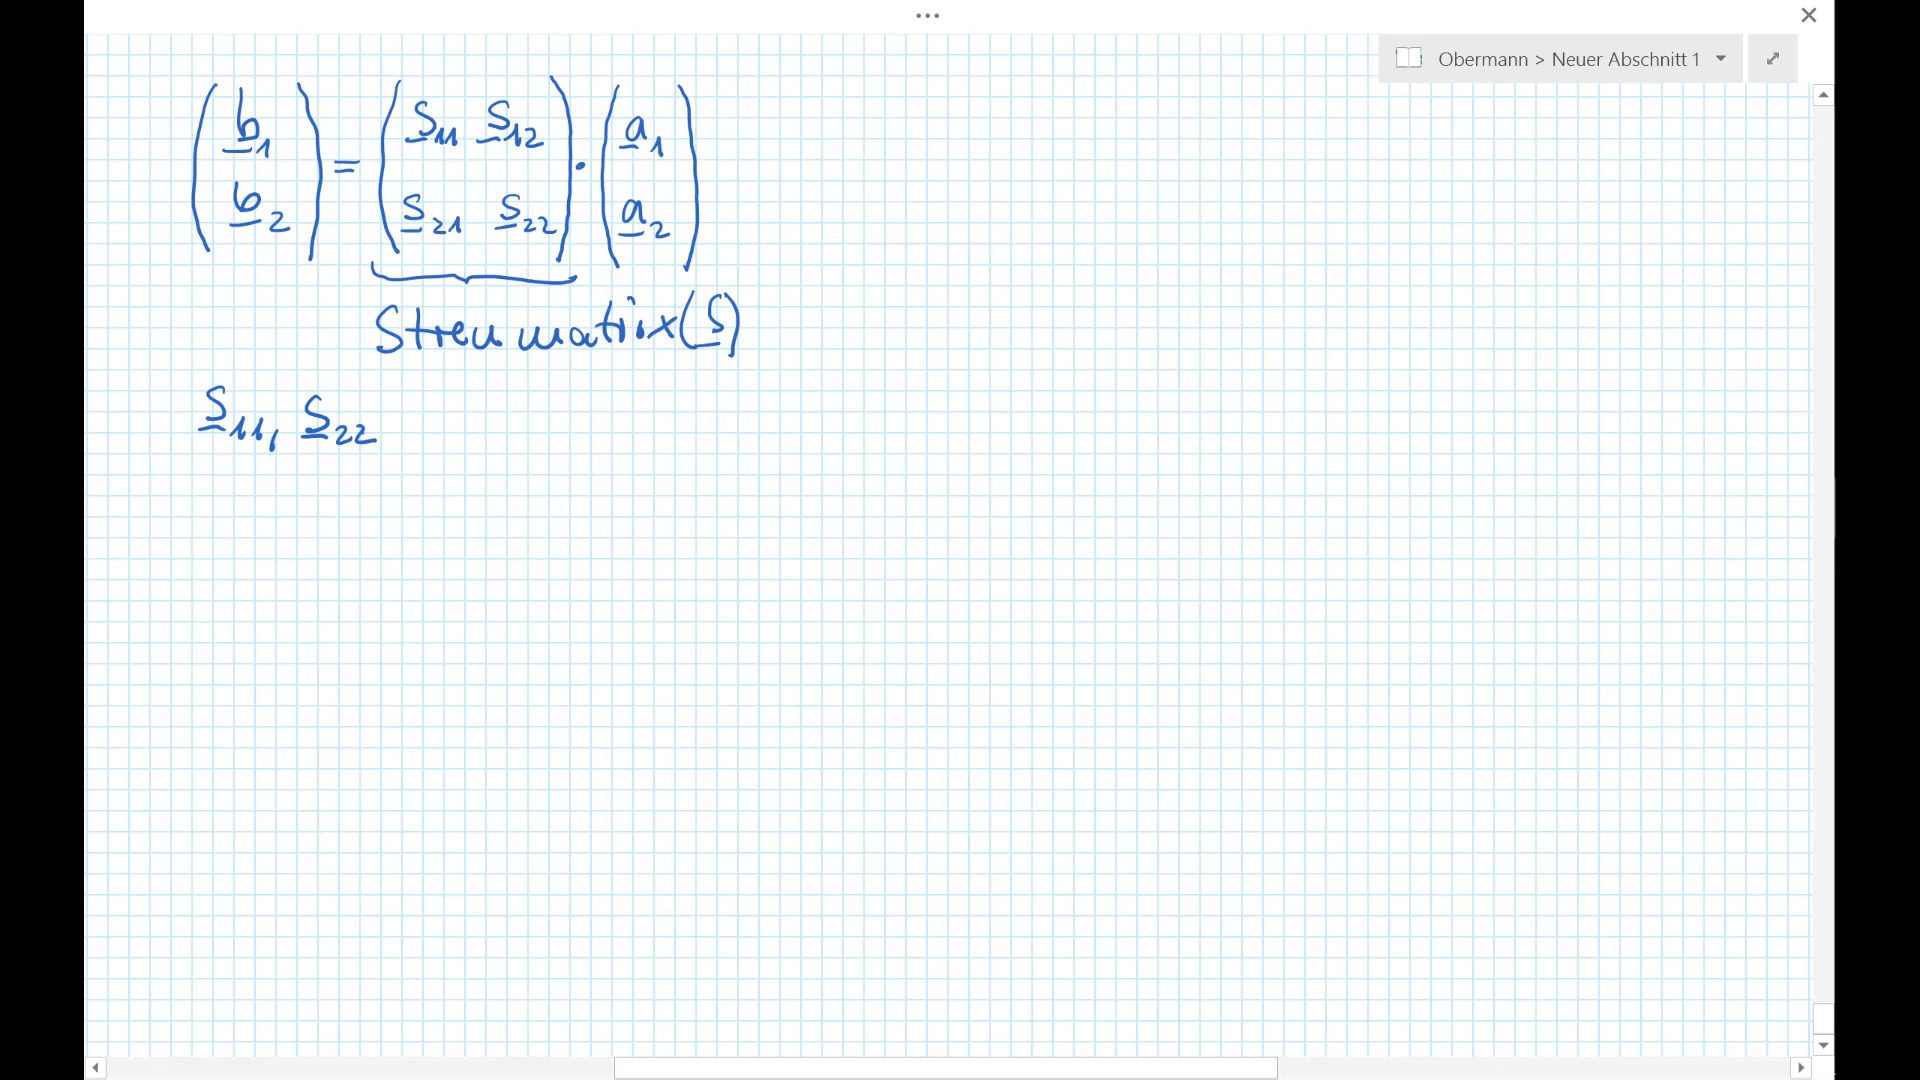 ...
Obermann > Neuer Abschnitt 1
b₁ = S₁₁ S₁₂ · a₁
b₂ S₂₁ S₂₂ a₂
Streumatrix (S)
S₁₁, S₂₂